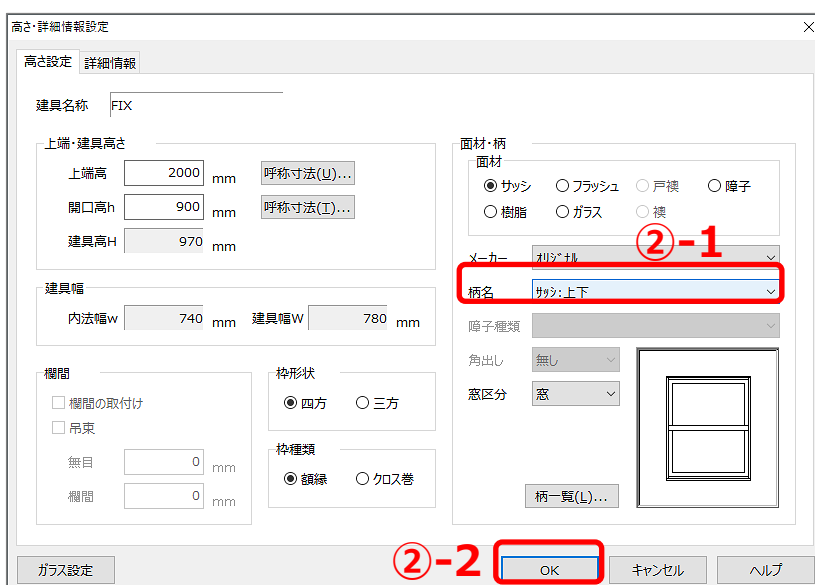 高さ・詳細情報設定
高さ設定 詳細情報
建具名称 FIX
上端・建具高さ
上端高 2000 mm 呼称寸法(U)...
開口高h 900 mm 呼称寸法(T)...
建具高H 970 mm
建具幅
内法幅w 740 mm 建具幅W 780 mm
欄間
欄間の取付け
吊束
無目 0 mm
欄間 0 mm
枠形状
四方 三方
枠種類
額縁 クロス巻
面材・柄
面材
サッシ フラッシュ 戸襖 障子
樹脂 ガラス 襖
②-1
メーカー オリジナル
柄名 サッシ:上下
障子種類
角出し 無し
窓区分 窓
柄一覧(L)...
②-2
ガラス設定 OK キャンセル ヘルプ